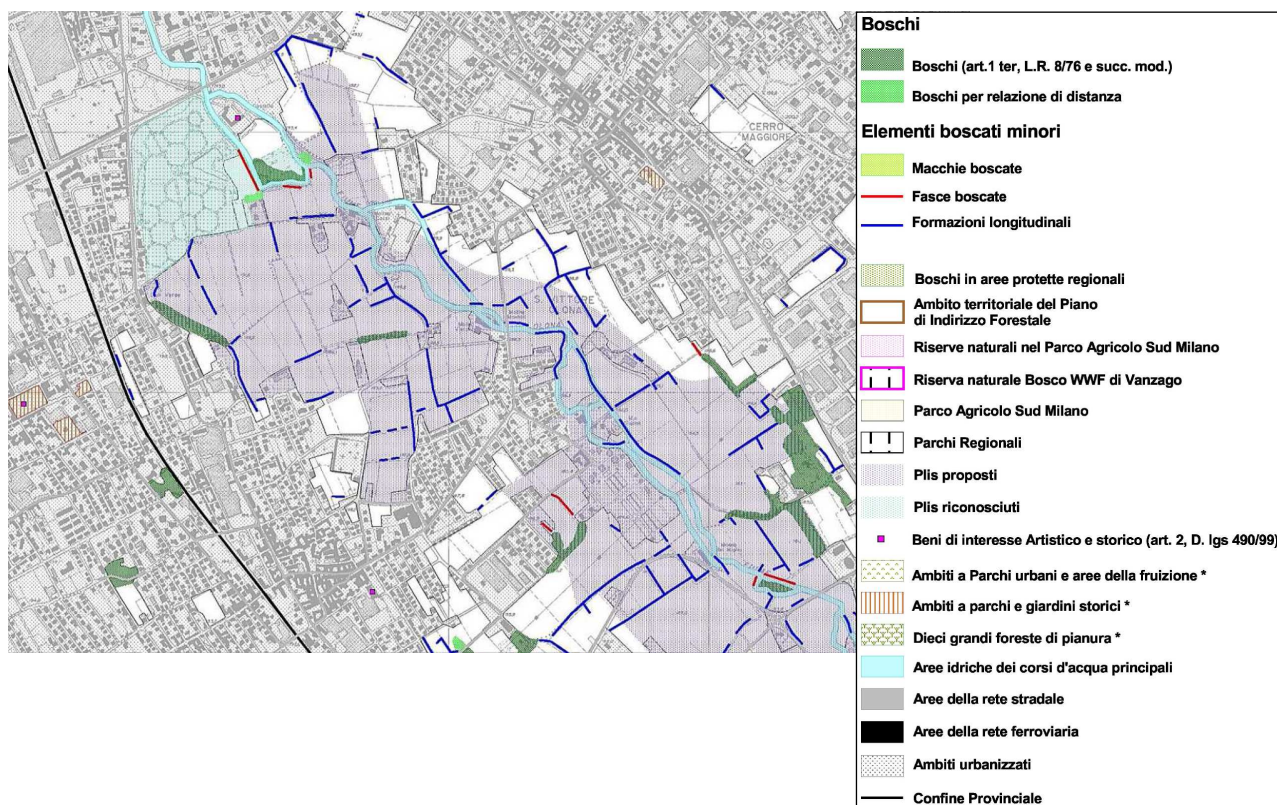 CERRO
MAGGIORE
S. VITTORE
OLONA
Boschi
Boschi (art.1 ter, L.R. 8/76 e succ. mod.)
Boschi per relazione di distanza
Elementi boscati minori
Macchie boscate
Fasce boscate
Formazioni longitudinali
Boschi in aree protette regionali
Ambito territoriale del Piano
di Indirizzo Forestale
Riserve naturali nel Parco Agricolo Sud Milano
Riserva naturale Bosco WWF di Vanzago
Parco Agricolo Sud Milano
Parchi Regionali
Plis proposti
Plis riconosciuti
Beni di interesse Artistico e storico (art. 2, D. lgs 490/99)
Ambiti a Parchi urbani e aree della fruizione *
Ambiti a parchi e giardini storici *
Dieci grandi foreste di pianura *
Aree idriche dei corsi d'acqua principali
Aree della rete stradale
Aree della rete ferroviaria
Ambiti urbanizzati
Confine Provinciale